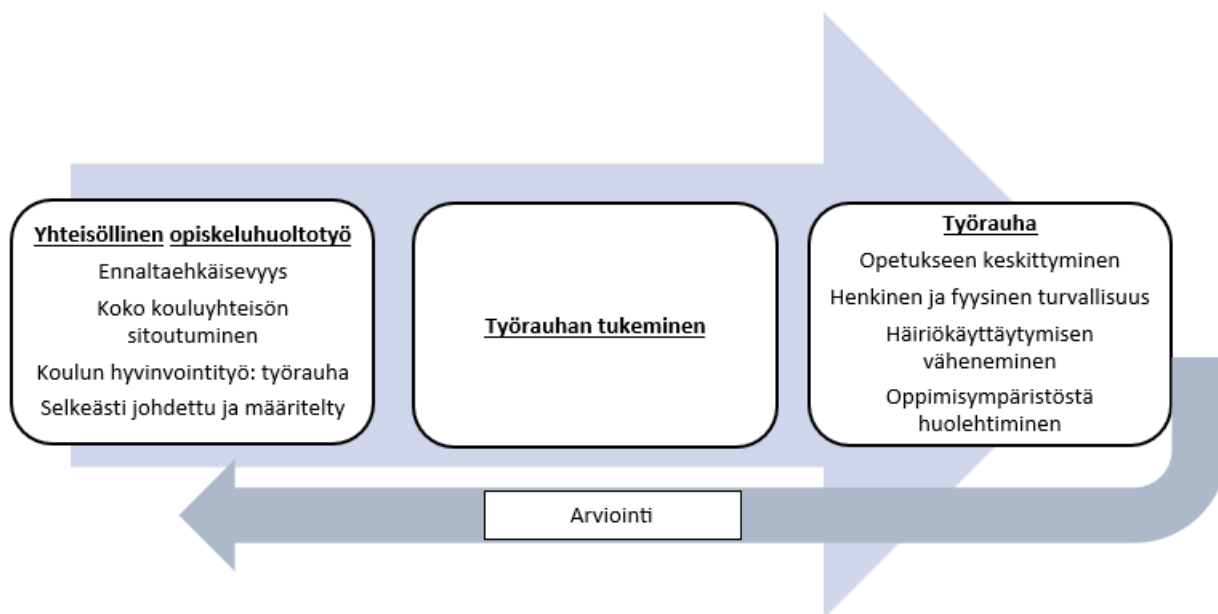 Yhteisöllinen opiskeluhuoltotyö
Ennaltaehkäisevyys
Koko kouluyhteisön
sitoutuminen
Koulun hyvinvointityö: työrauha
Selkeästi johdettu ja määritelty
Työrauhan tukeminen
Työrauha
Opetukseen keskittyminen
Henkinen ja fyysinen turvallisuus
Häiriökäyttäytymisen
väheneminen
Oppimisympäristöstä
huolehtiminen
Arviointi